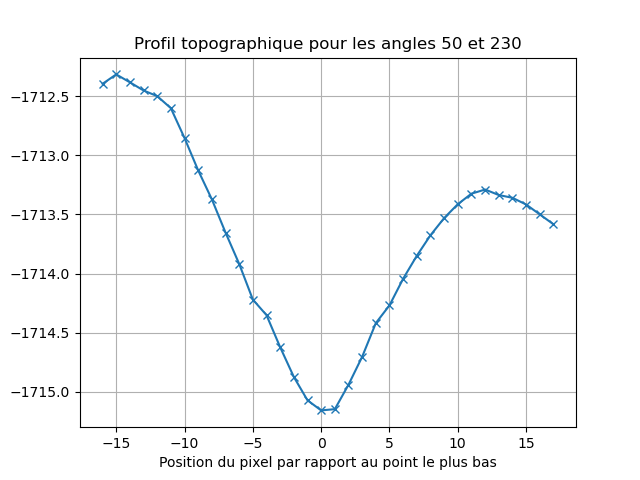 Profil topographique pour les angles 50 et 230
−1712.5
−1713.0
−1713.5
−1714.0
−1714.5
−1715.0
−15 −10 −5 0 5 10 15
Position du pixel par rapport au point le plus bas